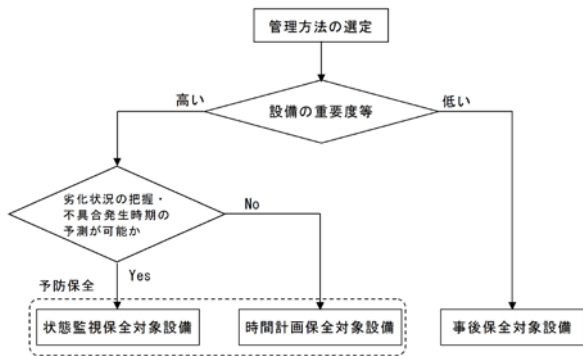 管理方法の選定
高い
設備の重要度等
低い
劣化状況の把握・
不具合発生時期の
予測が可能か
No
Yes
予防保全
状態監視保全対象設備
時間計画保全対象設備
事後保全対象設備